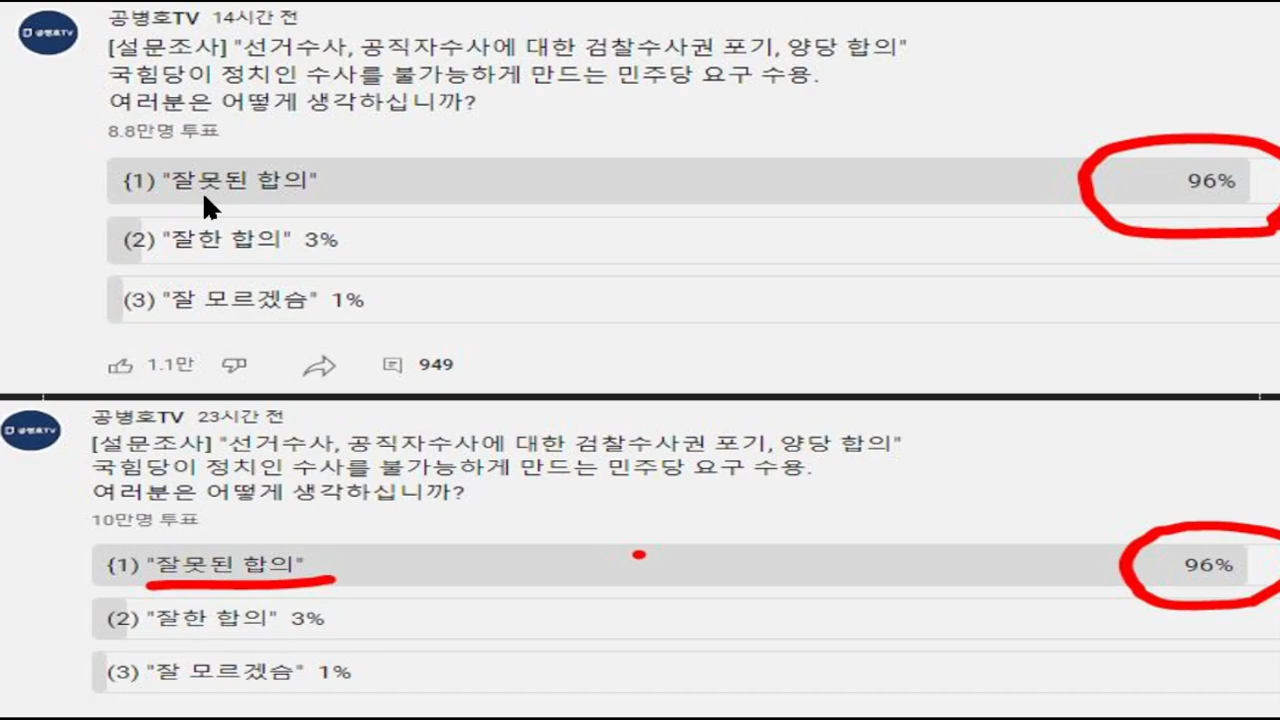 공병호TV
공병호TV 14시간 전
[설문조사] "선거수사, 공직자수사에 대한 검찰수사권 포기, 양당 합의"
국힘당이 정치인 수사를 불가능하게 만드는 민주당 요구 수용.
여러분은 어떻게 생각하십니까?
8.8만명 투표
{1) "잘못된 합의" 96%
(2) "잘한 합의" 3%
(3) "잘 모르겠슴" 1%
1.1만 949
공병호TV
공병호TV 23시간 전
[설문조사] "선거수사, 공직자수사에 대한 검찰수사권 포기, 양당 합의"
국힘당이 정치인 수사를 불가능하게 만드는 민주당 요구 수용.
여러분은 어떻게 생각하십니까?
10만명 투표
{1) "잘못된 합의" 96%
(2) "잘한 합의" 3%
(3) "잘 모르겠슴" 1%